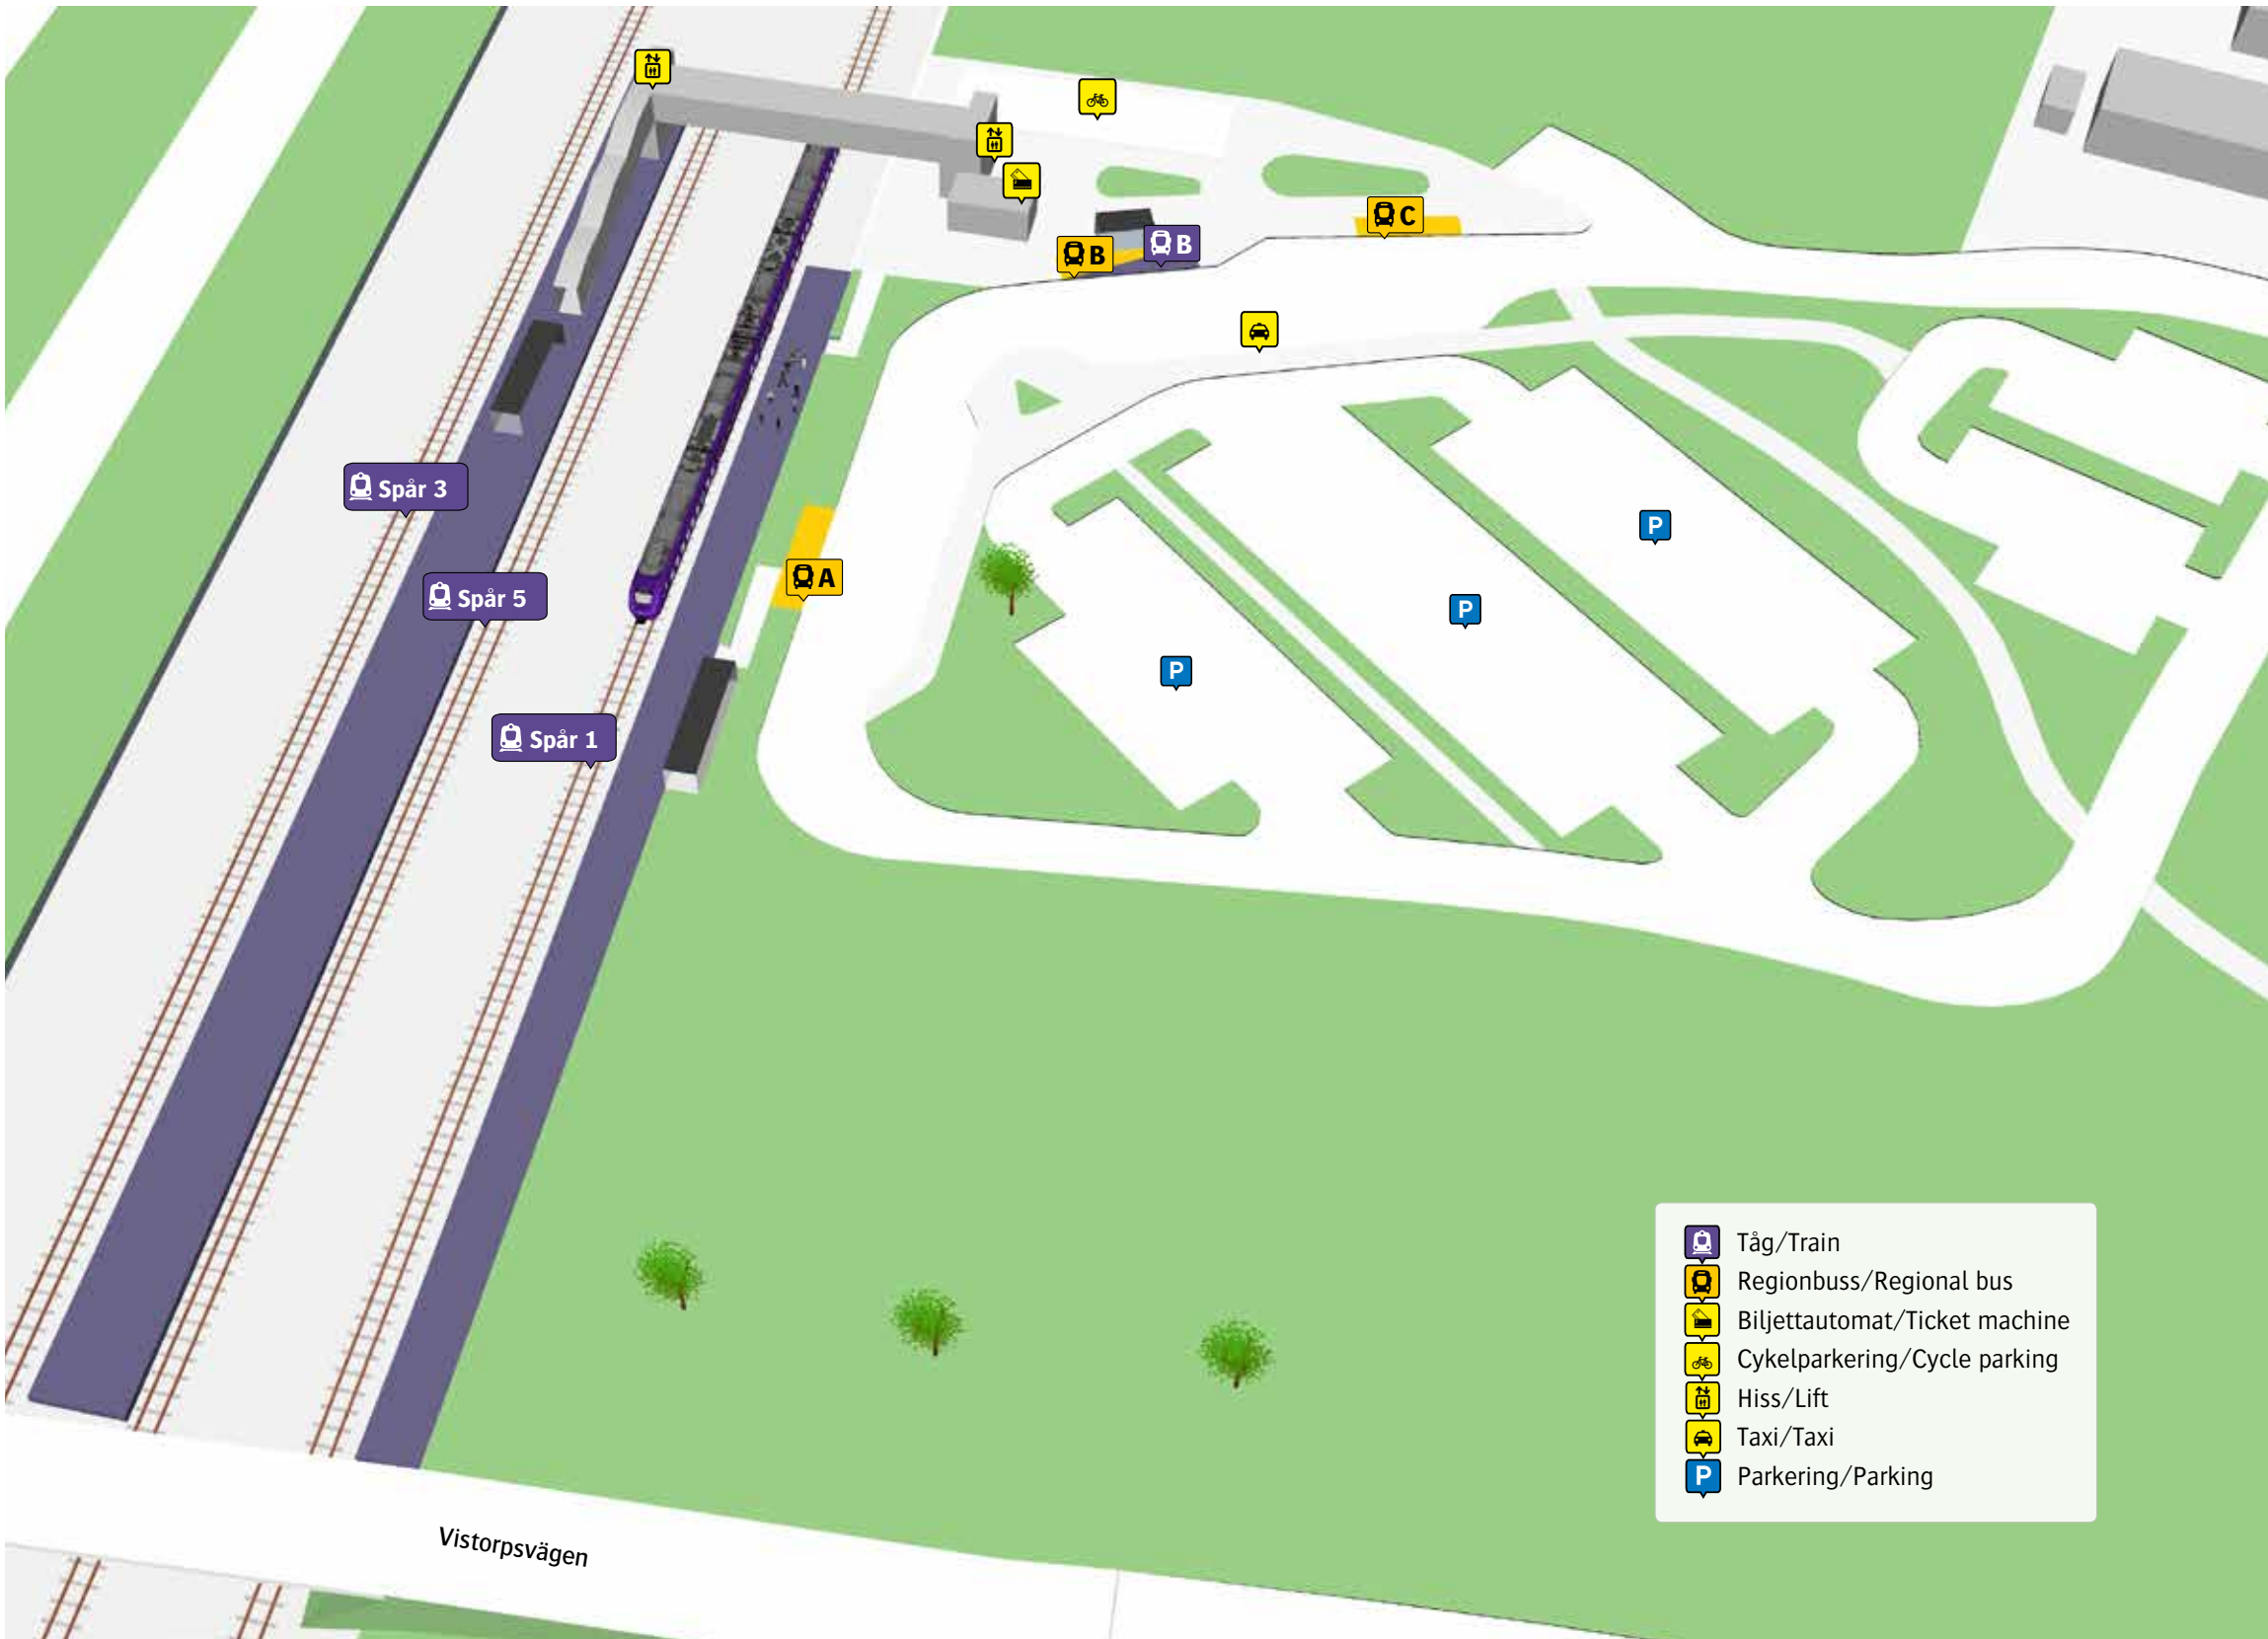 C
B
B
Spår 3
A
Spår 5
P
P
P
Spår 1
Tåg/Train
Regionbuss/Regional bus
Biljettautomat/Ticket machine
Cykelparkering/Cycle parking
Hiss/Lift
Taxi/Taxi
P Parkering/Parking
Vistorpsvägen